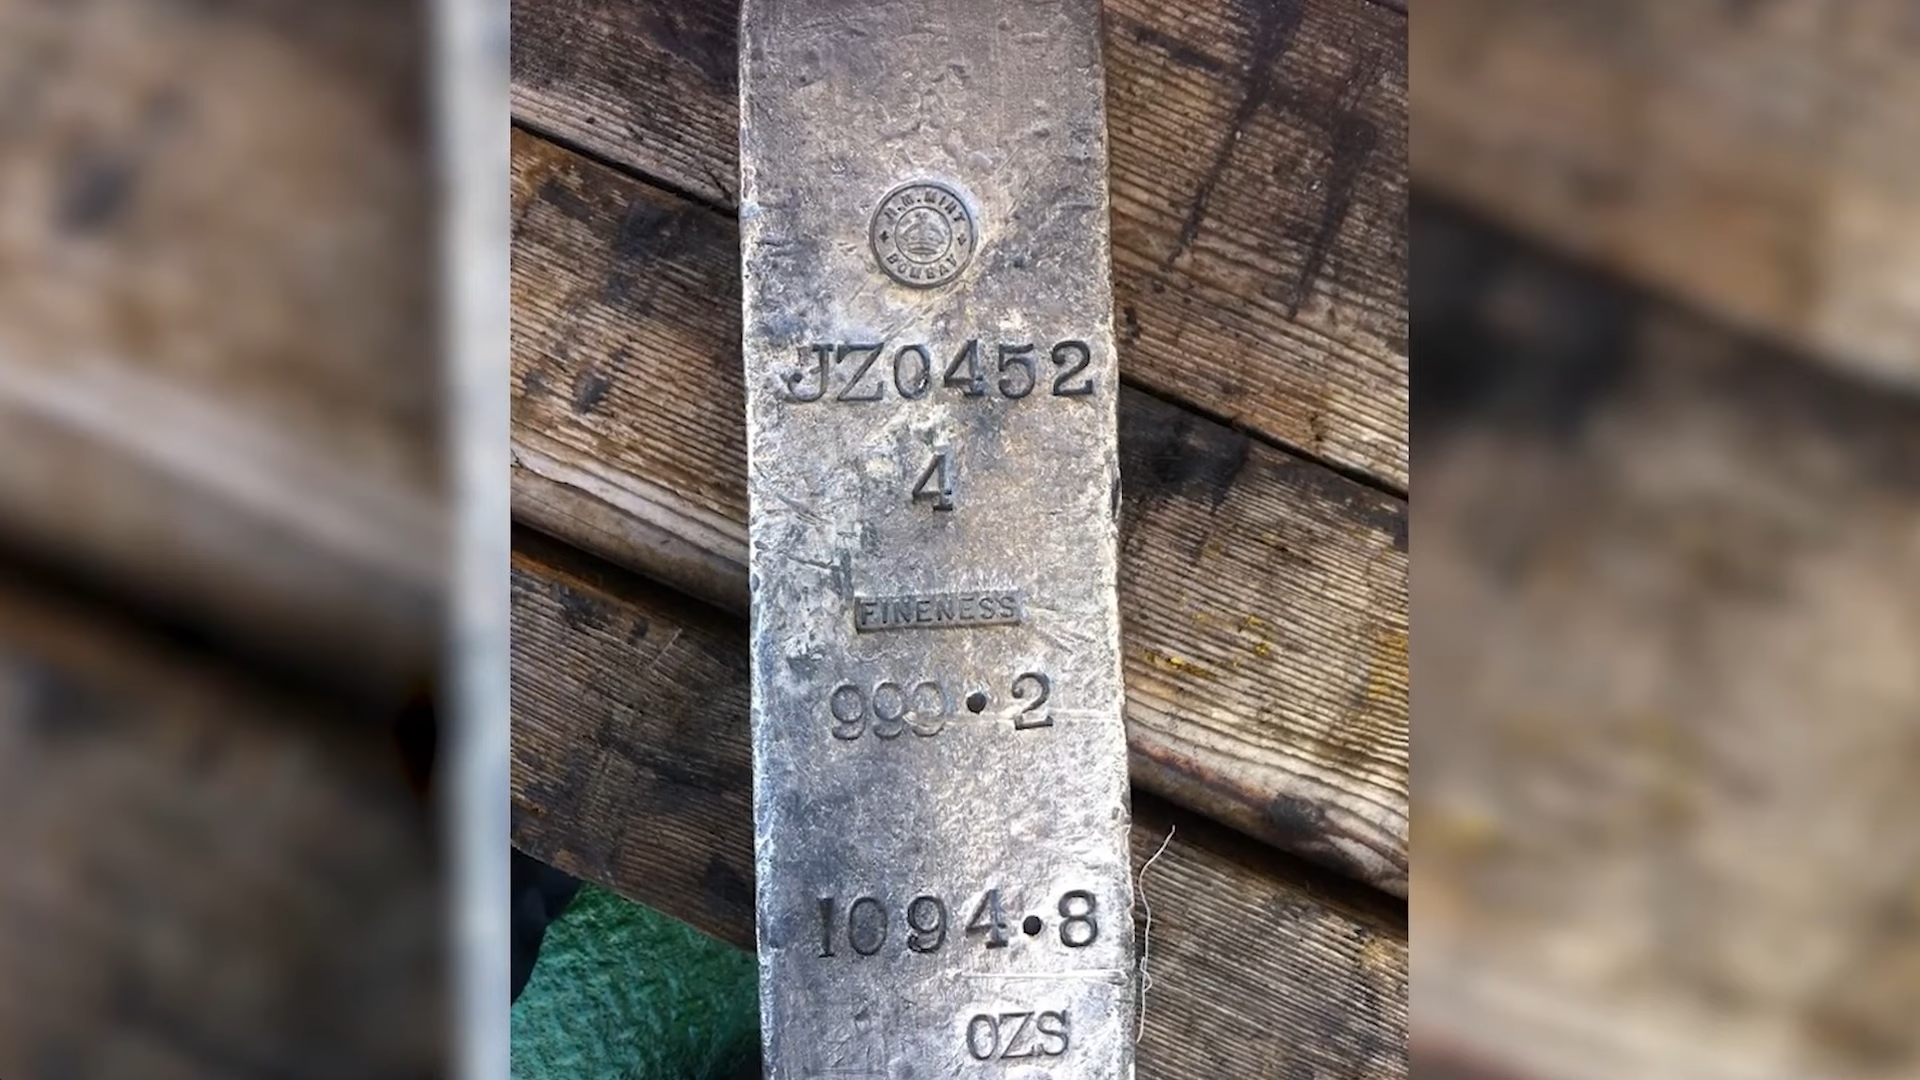 H.M. MINT
BOMBAY
JZ0452
4
FINENESS
999·2
1094·8
OZS